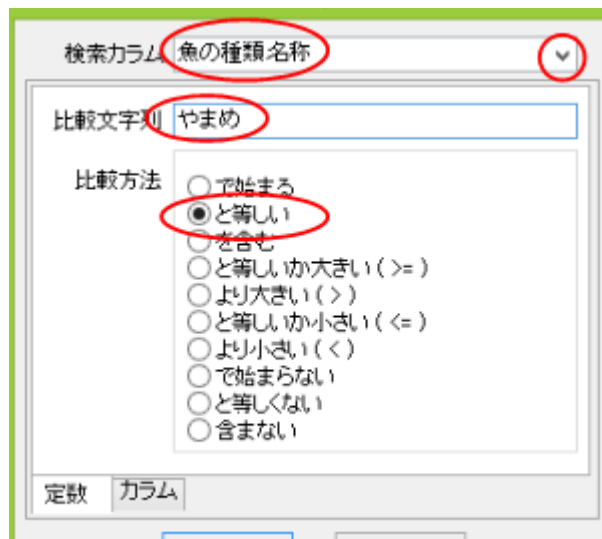 検索カラム 魚の種類名称
比較文字列 やまめ
比較方法
で始まる
と等しい
を含む
と等しいか大きい ( >= )
より大きい ( > )
と等しいか小さい ( <= )
より小さい ( < )
で始まらない
と等しくない
含まない
定数 カラム